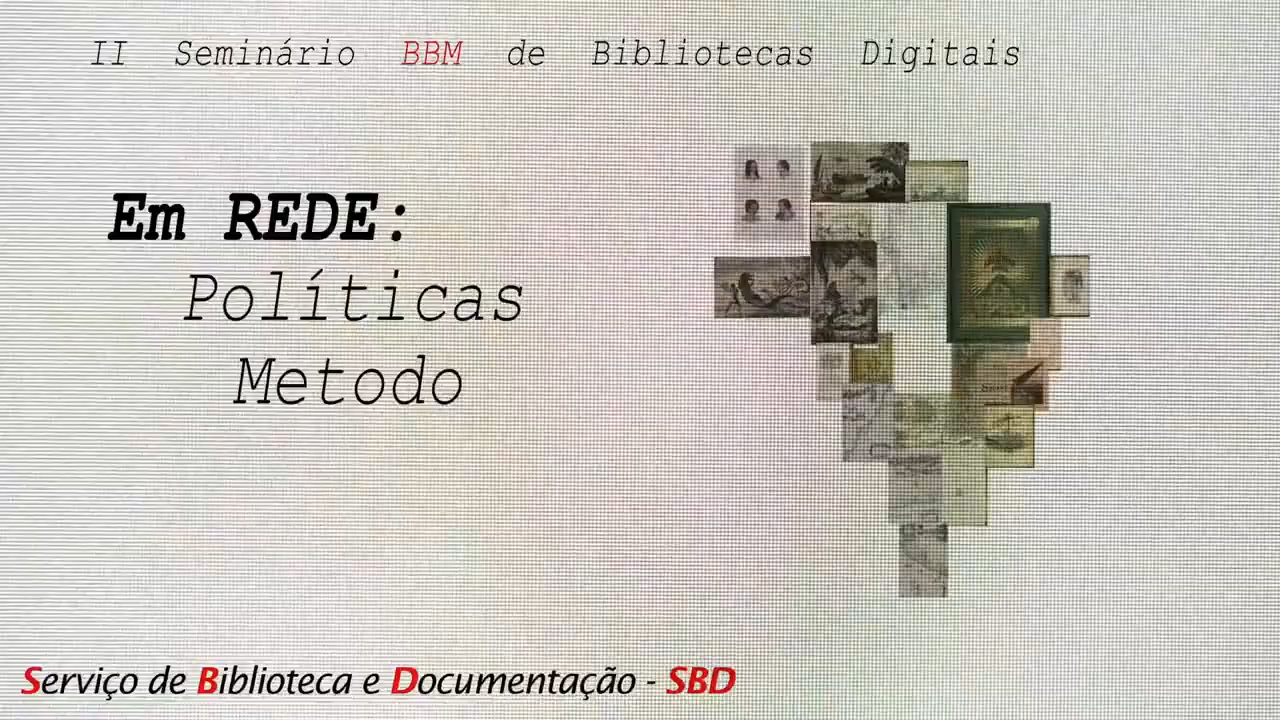 II Seminário BBM de Bibliotecas Digitais
Em REDE:
Políticas
Metodo
Serviço de Biblioteca e Documentação - SBD